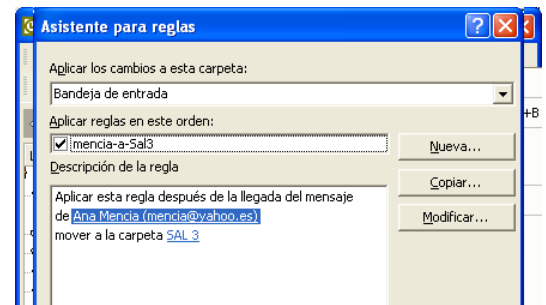 Asistente para reglas
Aplicar los cambios a esta carpeta:
Bandeja de entrada
+B
Aplicar reglas en este orden:
mencia-a-Sal3
Nueva...
Descripción de la regla
Copiar...
Aplicar esta regla después de la llegada del mensaje
de Ana Mencia (mencia@yahoo.es)
Modificar...
mover a la carpeta SAL 3